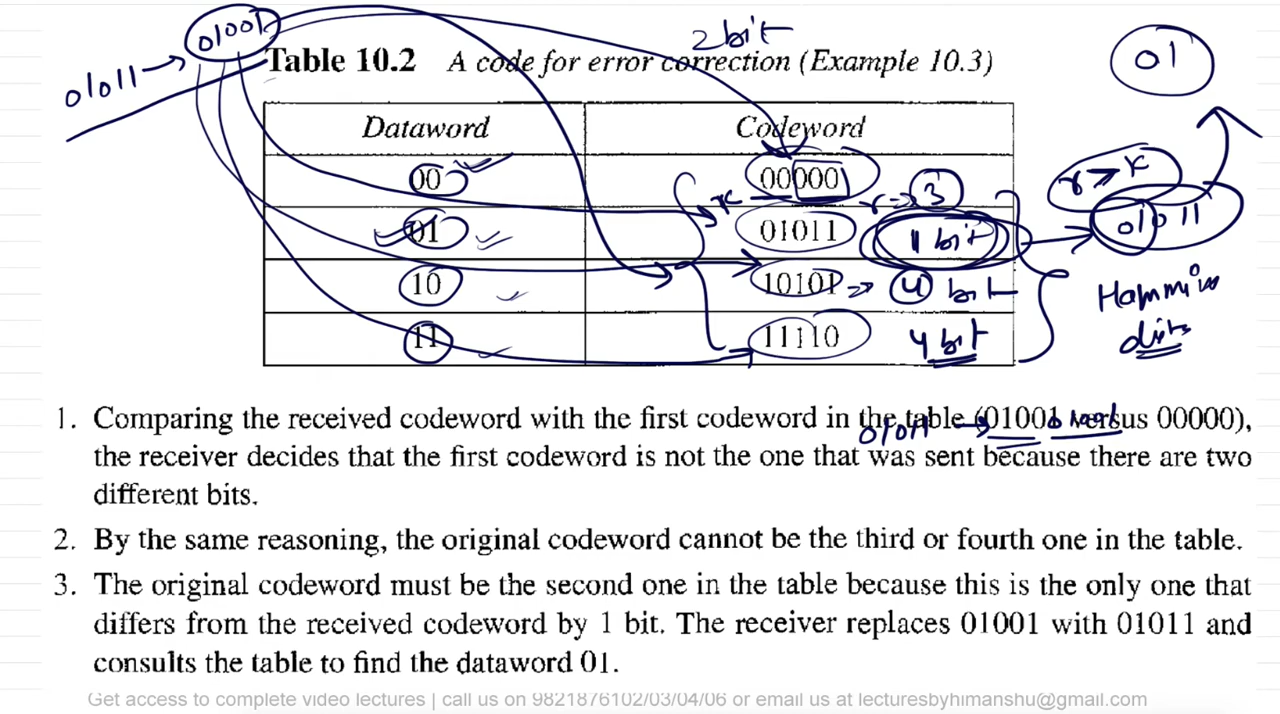 01001
01011 →
2 bit
01
Table 10.2 A code for error correction (Example 10.3)
Dataword Codeword
00 00000
k r → 3
r > k
01 01011 1 bit 01011
10 10101 → 4 bit
Hamming
11 11110 4 bit
1. Comparing the received codeword with the first codeword in the table (01001 versus 00000),
01011 →
the receiver decides that the first codeword is not the one that was sent because there are two
different bits.
2. By the same reasoning, the original codeword cannot be the third or fourth one in the table.
3. The original codeword must be the second one in the table because this is the only one that
differs from the received codeword by 1 bit. The receiver replaces 01001 with 01011 and
consults the table to find the dataword 01.
Get access to complete video lectures | call us on 9821876102/03/04/06 or email us at lecturesbyhimanshu@gmail.com